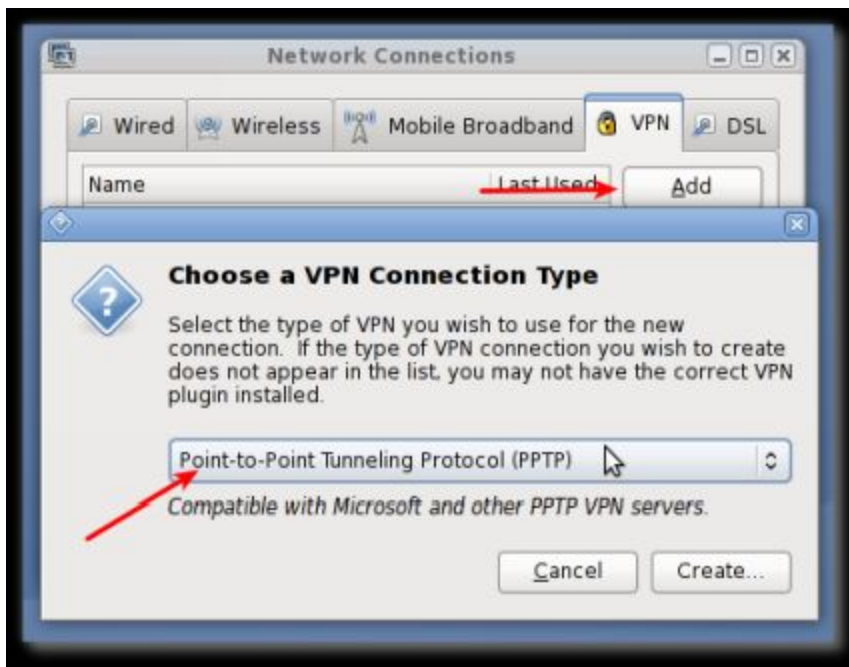 Network Connections
Wired Wireless Mobile Broadband VPN DSL
Name Last Used Add
Choose a VPN Connection Type
Select the type of VPN you wish to use for the new
connection. If the type of VPN connection you wish to create
does not appear in the list, you may not have the correct VPN
plugin installed.
Point-to-Point Tunneling Protocol (PPTP)
Compatible with Microsoft and other PPTP VPN servers.
Cancel Create...